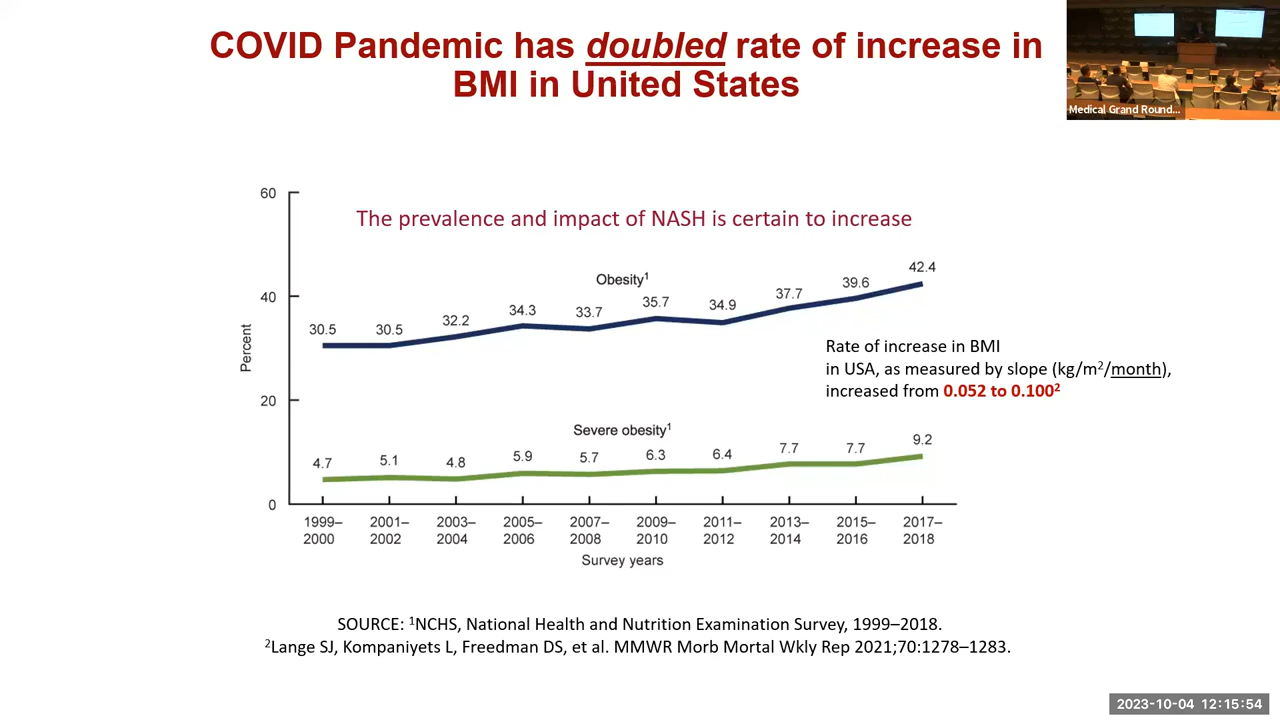 COVID Pandemic has doubled rate of increase in
BMI in United States
Medical Grand Round...
60
The prevalence and impact of NASH is certain to increase
Obesity¹
30.5 30.5 32.2 34.3 33.7 35.7 34.9 37.7 39.6 42.4
40
Percent
Rate of increase in BMI
in USA, as measured by slope (kg/m²/month),
increased from 0.052 to 0.100²
20
Severe obesity¹
4.7 5.1 4.8 5.9 5.7 6.3 6.4 7.7 7.7 9.2
0
1999– 2001– 2003– 2005– 2007– 2009– 2011– 2013– 2015– 2017–
2000 2002 2004 2006 2008 2010 2012 2014 2016 2018
Survey years
SOURCE: ¹NCHS, National Health and Nutrition Examination Survey, 1999–2018.
²Lange SJ, Kompaniyets L, Freedman DS, et al. MMWR Morb Mortal Wkly Rep 2021;70:1278–1283.
2023-10-04 12:15:54